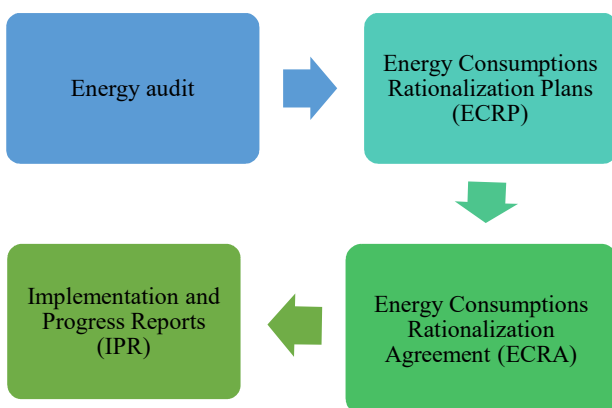 Energy audit
Energy Consumptions
Rationalization Plans
(ECRP)
Energy Consumptions
Rationalization
Agreement (ECRA)
Implementation and
Progress Reports
(IPR)